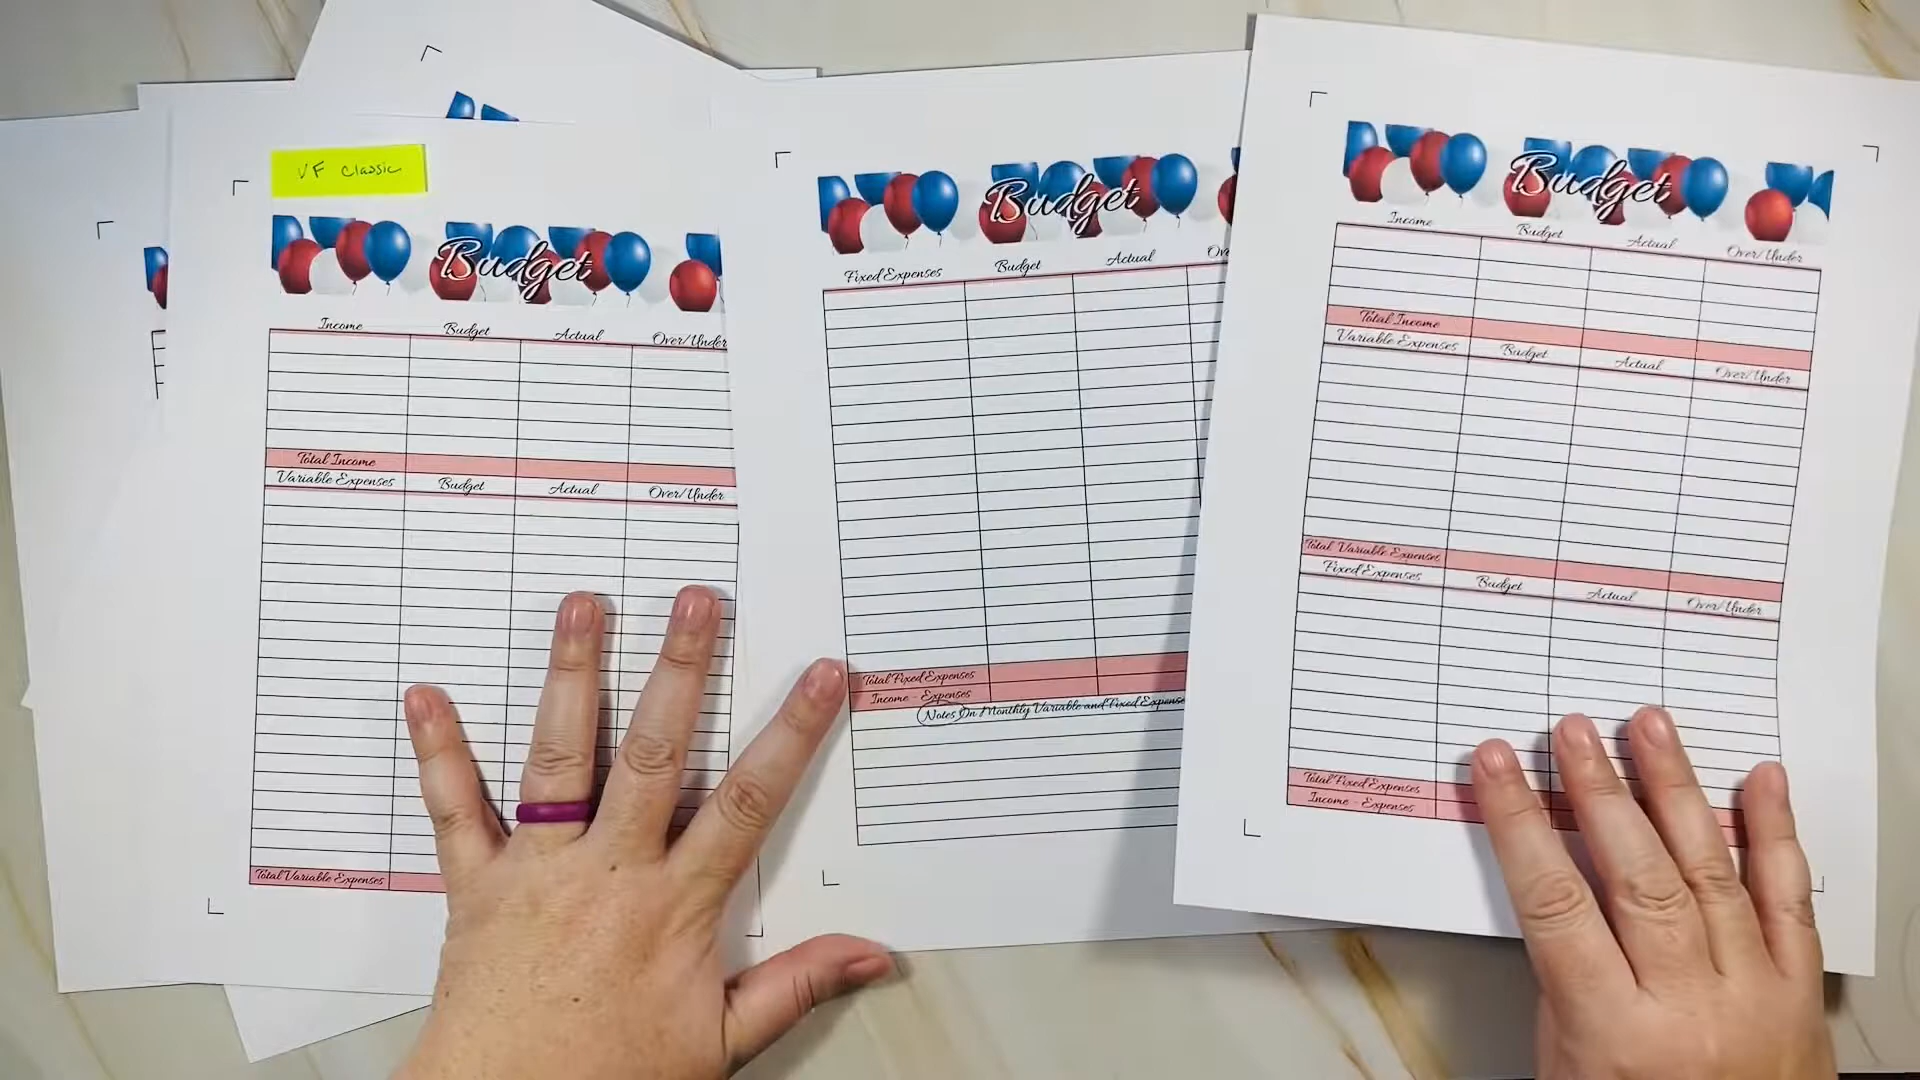 VF Classic
Budget
Income Budget Actual Over/Under
Total Income
Variable Expenses Budget Actual Over/Under
Total Variable Expenses
Budget
Fixed Expenses Budget Actual
Total Fixed Expenses
Income - Expenses
Notes On Monthly Variable and Fixed Expense
Budget
Income Budget Actual Over/Under
Total Income
Variable Expenses Budget Actual Over/Under
Total Variable Expenses
Fixed Expenses Budget Actual Over/Under
Total Fixed Expenses
Income - Expenses